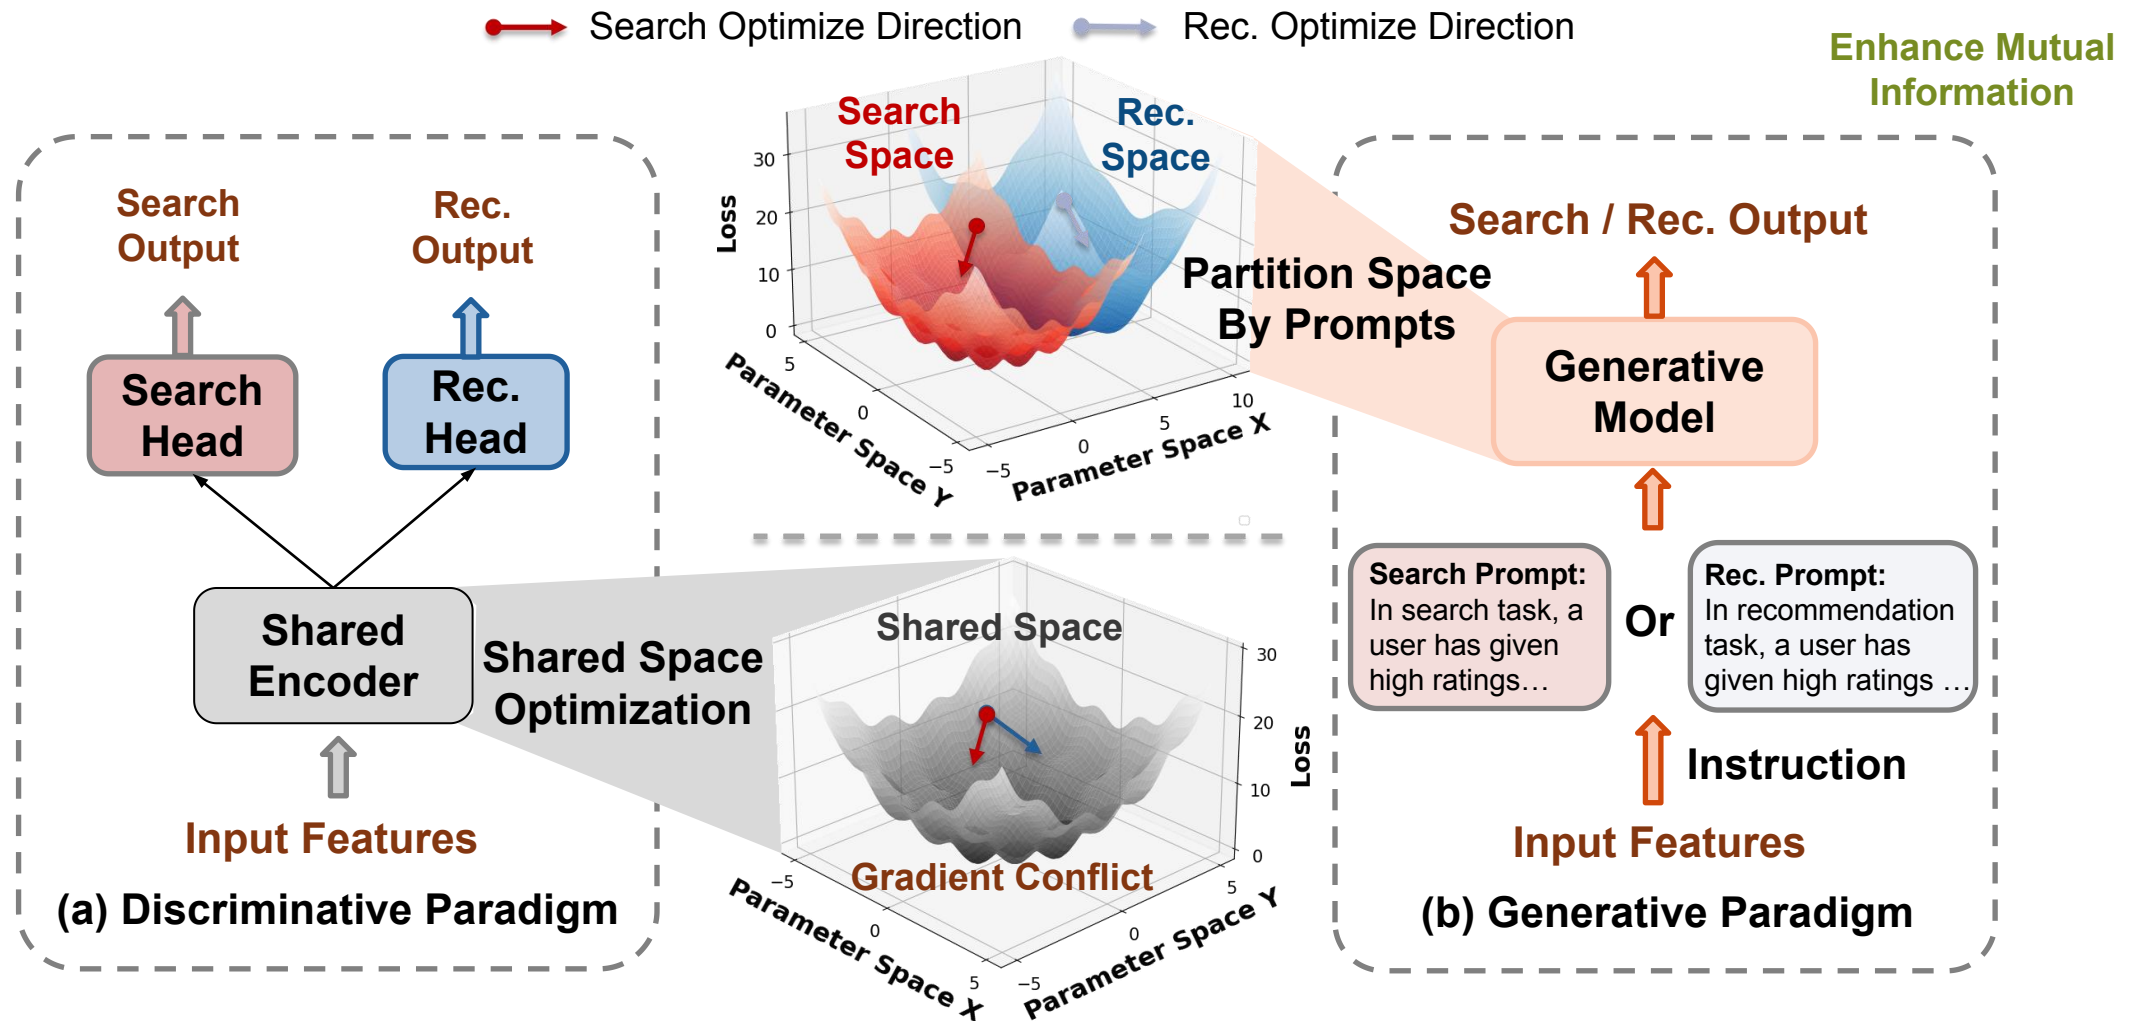 Search Optimize Direction
Rec. Optimize Direction
Enhance Mutual
Information
Search
Output
Rec.
Output
Search
Head
Rec.
Head
Shared
Encoder
Input Features
(a) Discriminative Paradigm
Search
Space
Rec.
Space
Loss
30
20
10
0
5
0
−5
Parameter Space Y
−5
0
5
10
Parameter Space X
Partition Space
By Prompts
Shared Space
Optimization
Shared Space
Gradient Conflict
30
20
10
0
Loss
−5
0
5
Parameter Space X
−5
0
5
Parameter Space Y
Search / Rec. Output
Generative
Model
Search Prompt:
In search task, a
user has given
high ratings…
Or
Rec. Prompt:
In recommendation
task, a user has
given high ratings …
Instruction
Input Features
(b) Generative Paradigm